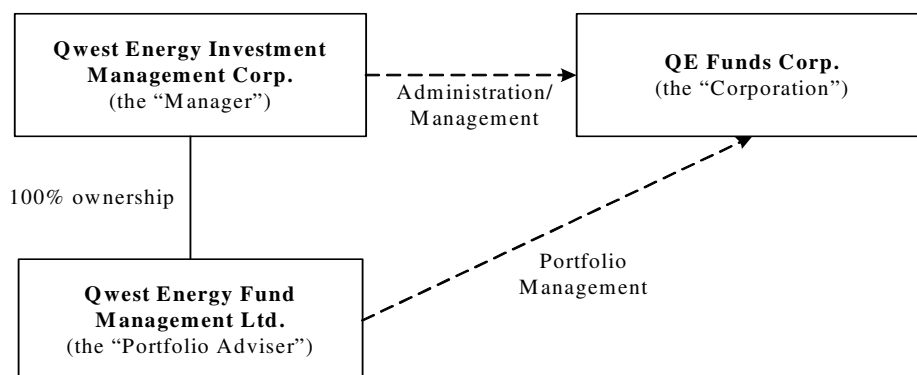 Qwest Energy Investment
Management Corp.
(the “Manager”)
Administration/
Management
QE Funds Corp.
(the “Corporation”)
100% ownership
Portfolio
Management
Qwest Energy Fund
Management Ltd.
(the “Portfolio Adviser”)